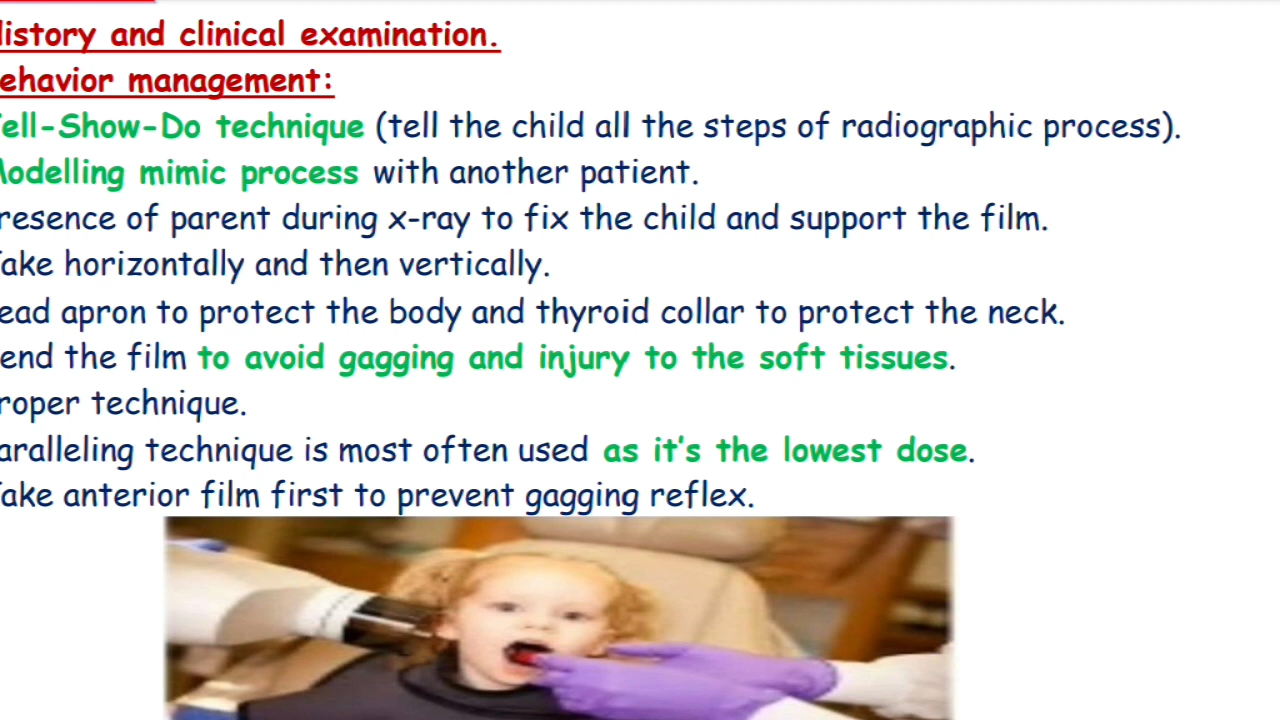 istory and clinical examination.
ehavior management:
ell-Show-Do technique (tell the child all the steps of radiographic process).
odelling mimic process with another patient.
resence of parent during x-ray to fix the child and support the film.
ake horizontally and then vertically.
ead apron to protect the body and thyroid collar to protect the neck.
end the film to avoid gagging and injury to the soft tissues.
roper technique.
aralleling technique is most often used as it's the lowest dose.
ake anterior film first to prevent gagging reflex.